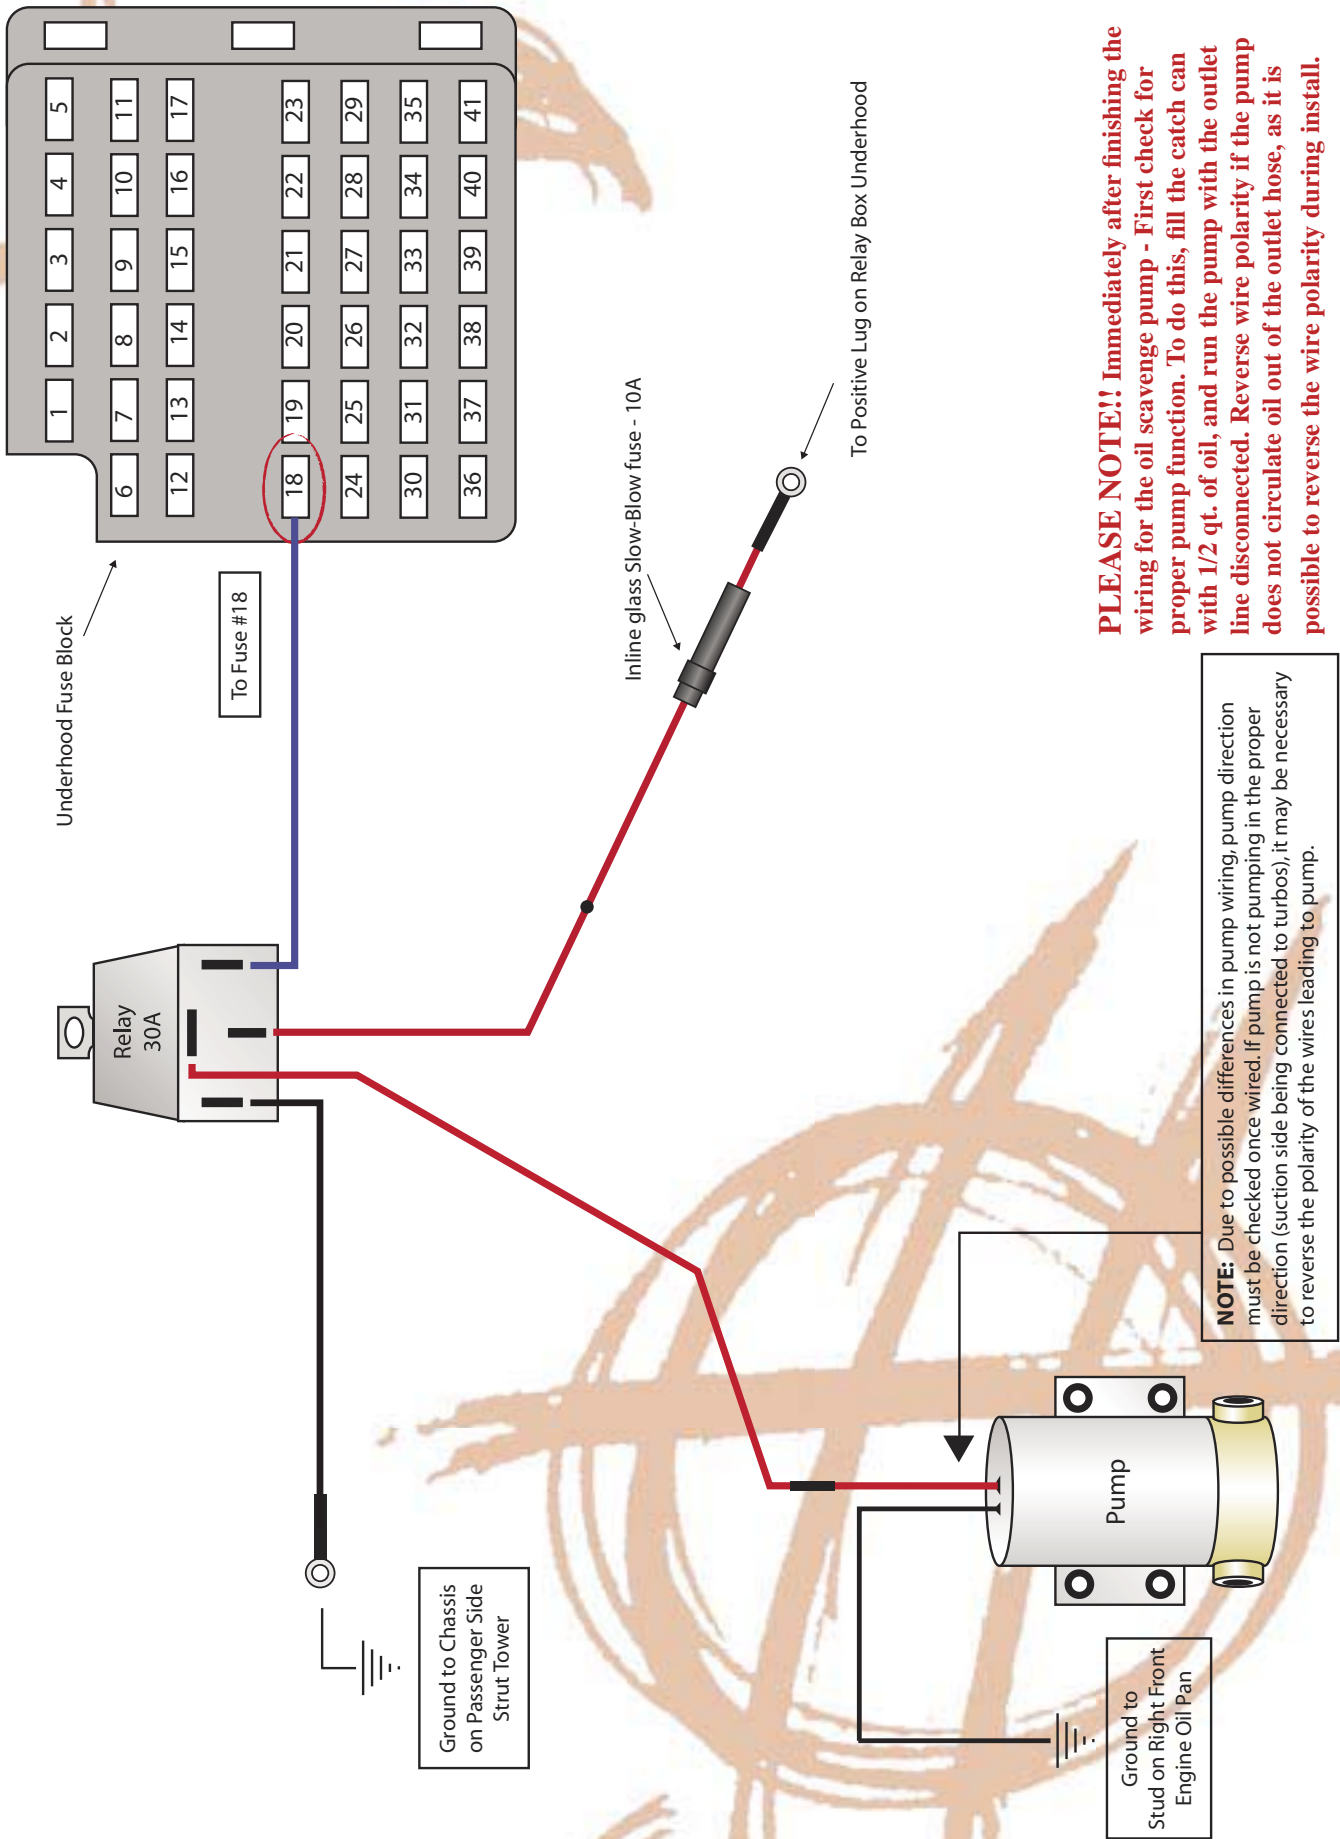 Underhood Fuse Block
1 2 3 4 5
6 7 8 9 10 11
12 13 14 15 16 17
18 19 20 21 22 23
24 25 26 27 28 29
30 31 32 33 34 35
36 37 38 39 40 41
To Fuse #18
Relay
30A
Inline glass Slow-Blow fuse - 10A
To Positive Lug on Relay Box Underhood
Ground to Chassis
on Passenger Side
Strut Tower
Pump
Ground to
Stud on Right Front
Engine Oil Pan
NOTE: Due to possible differences in pump wiring, pump direction
must be checked once wired. If pump is not pumping in the proper
direction (suction side being connected to turbos), it may be necessary
to reverse the polarity of the wires leading to pump.
PLEASE NOTE!! Immediately after finishing the
wiring for the oil scavenge pump - First check for
proper pump function. To do this, fill the catch can
with 1/2 qt. of oil, and run the pump with the outlet
line disconnected. Reverse wire polarity if the pump
does not circulate oil out of the outlet hose, as it is
possible to reverse the wire polarity during install.